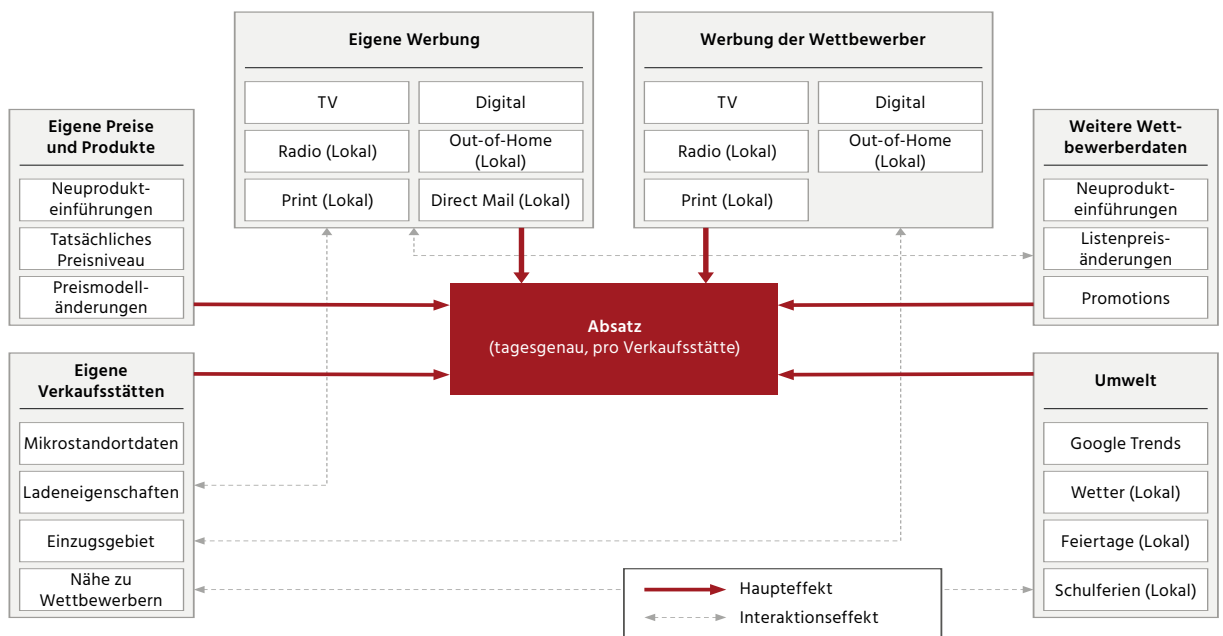 Eigene Werbung
TV
Digital
Radio (Lokal)
Out-of-Home
(Lokal)
Print (Lokal)
Direct Mail (Lokal)
Werbung der Wettbewerber
TV
Digital
Radio (Lokal)
Out-of-Home
(Lokal)
Print (Lokal)
Eigene Preise
und Produkte
Neuprodukt-
einführungen
Tatsächliches
Preisniveau
Preismodell-
änderungen
Weitere Wett-
bewerberdaten
Neuprodukt-
einführungen
Listenpreis-
änderungen
Promotions
Absatz
(tagesgenau, pro Verkaufsstätte)
Eigene
Verkaufsstätten
Mikrostandortdaten
Ladeneigenschaften
Einzugsgebiet
Nähe zu
Wettbewerbern
Umwelt
Google Trends
Wetter (Lokal)
Feiertage (Lokal)
Schulferien (Lokal)
Haupteffekt
Interaktionseffekt